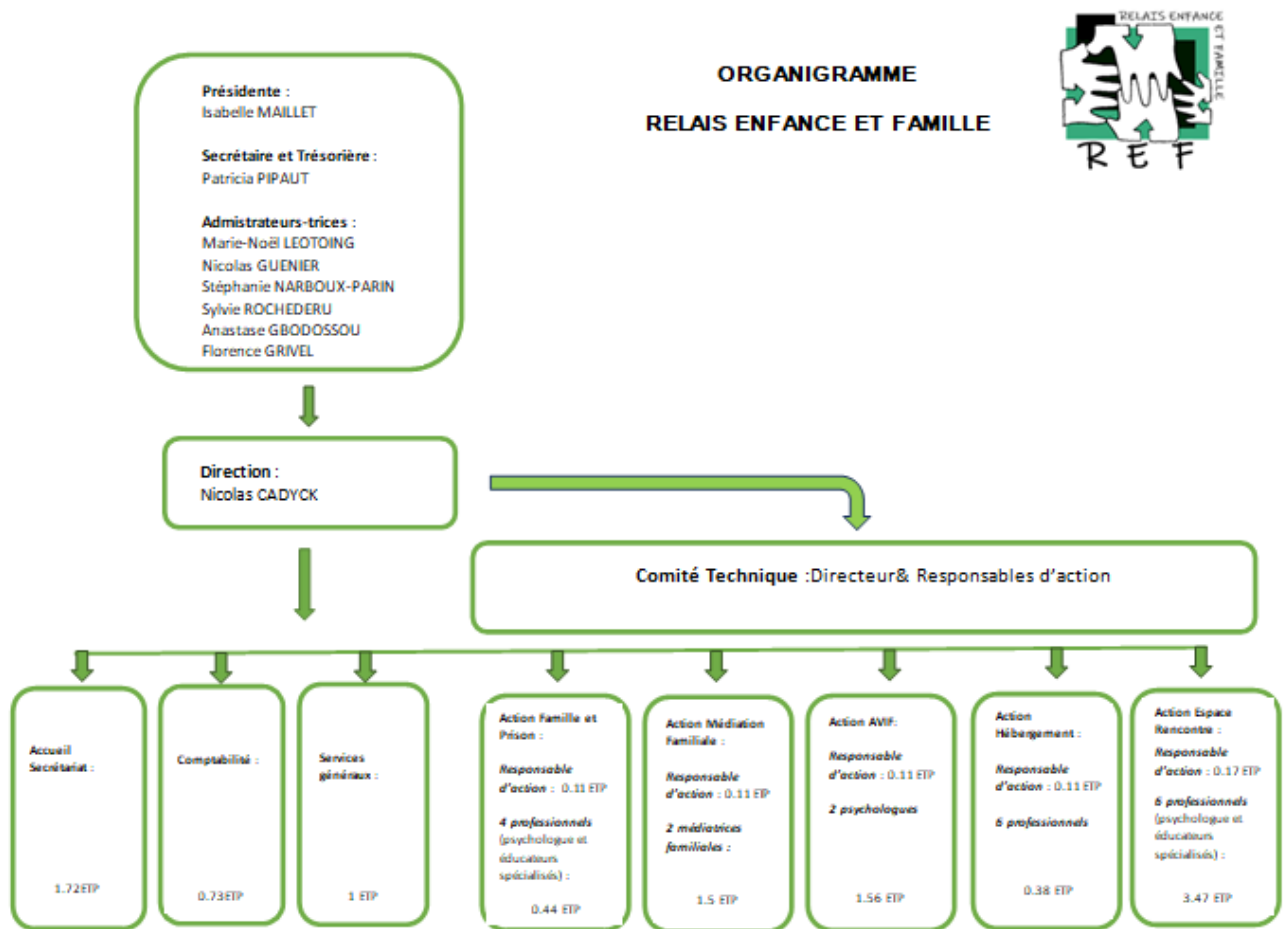 ORGANIGRAMME
RELAIS ENFANCE ET FAMILLE
RELAIS ENFANCE
ET FAMILLE
R E F
Présidente :
Isabelle MAILLET
Secrétaire et Trésorière :
Patricia PIPAUT
Admistrateurs-trices :
Marie-Noël LEOTOING
Nicolas GUENIER
Stéphanie NARBOUX-PARIN
Sylvie ROCHEDERU
Anastase GBODOSSOU
Florence GRIVEL
Direction :
Nicolas CADYCK
Comité Technique :Directeur& Responsables d'action
Accueil
Secrétariat :
1.72ETP
Comptabilité :
0.73ETP
Services
généraux :
1 ETP
Action Famille et
Prison :
Responsable
d'action : 0.11 ETP
4 professionnels
(psychologue et
éducateurs
spécialisés) :
0.44 ETP
Action Médiation
Familiale :
Responsable
d'action : 0.11 ETP
2 médiatrices
familiales :
1.5 ETP
Action AVIF:
Responsable
d'action : 0.11 ETP
2 psychologues
1.56 ETP
Action
Hébergement :
Responsable
d'action : 0.11 ETP
6 professionnels
0.38 ETP
Action Espace
Rencontre :
Responsable
d'action : 0.17 ETP
6 professionnels
(psychologue et
éducateurs
spécialisés) :
3.47 ETP